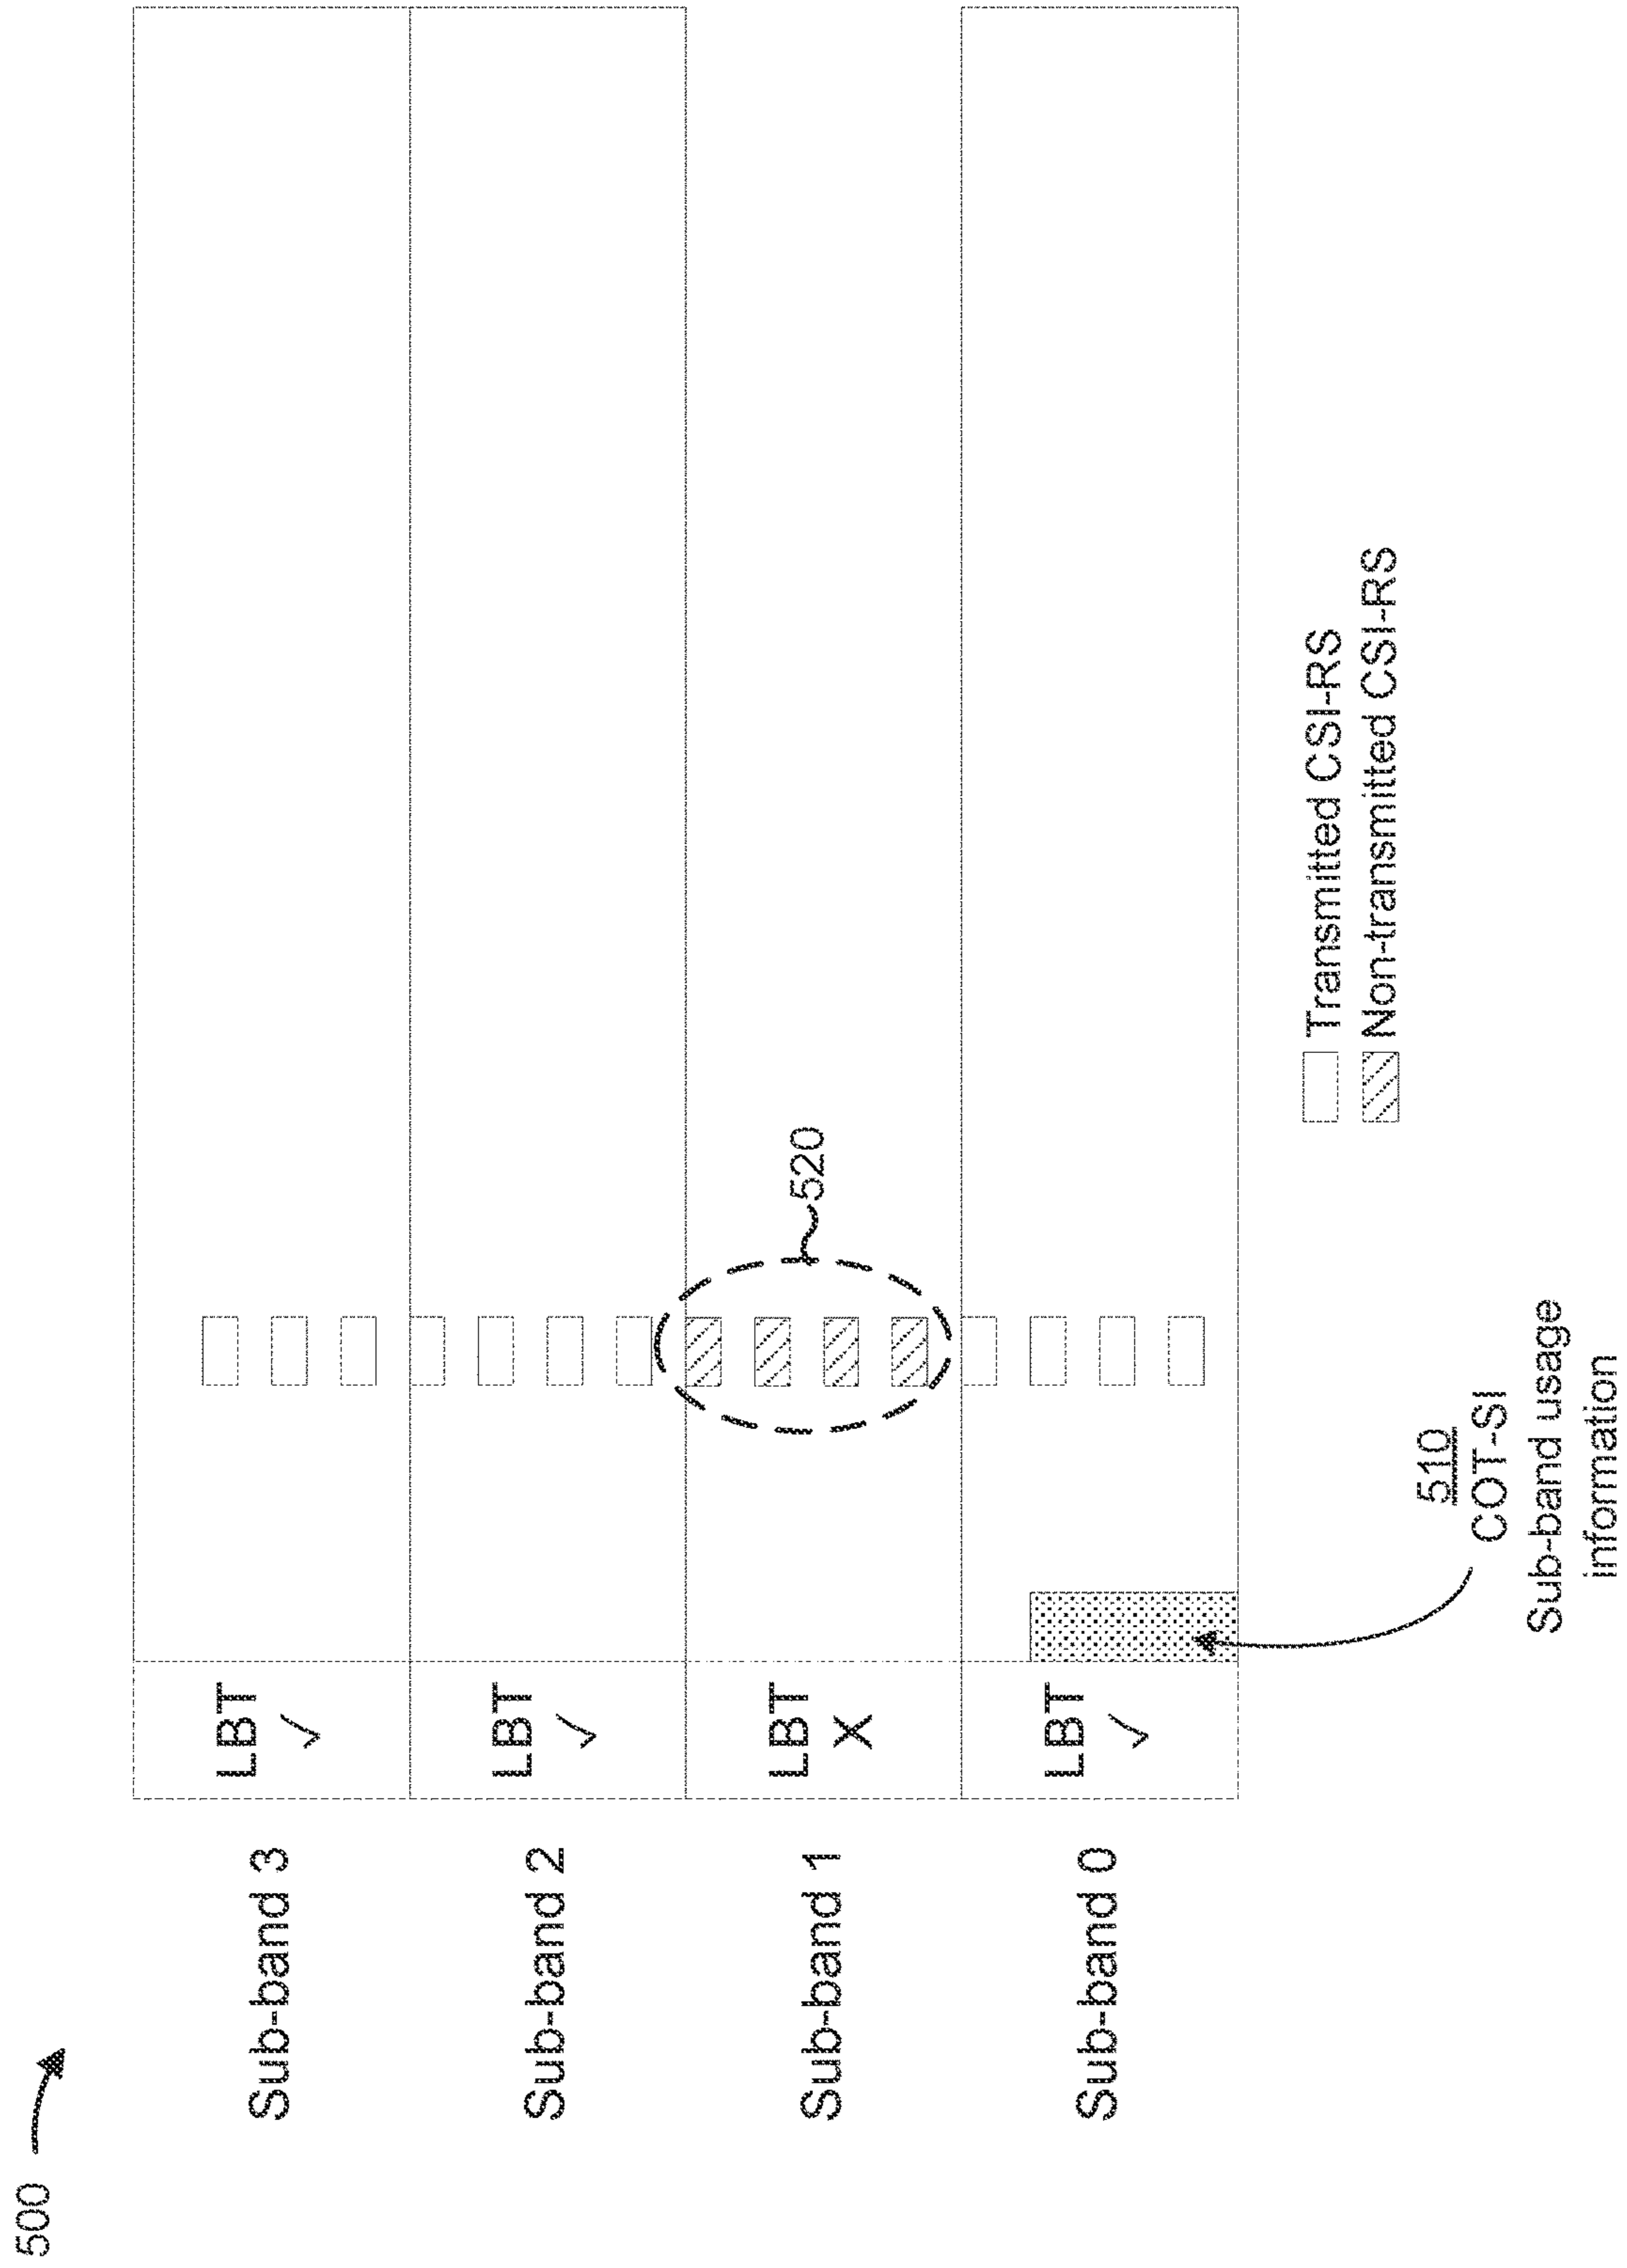 500
Sub-band 3
LBT
✓
Sub-band 2
LBT
✓
Sub-band 1
LBT
X
520
Sub-band 0
LBT
✓
510
COT-SI
Sub-band usage
information
Transmitted CSI-RS
Non-transmitted CSI-RS